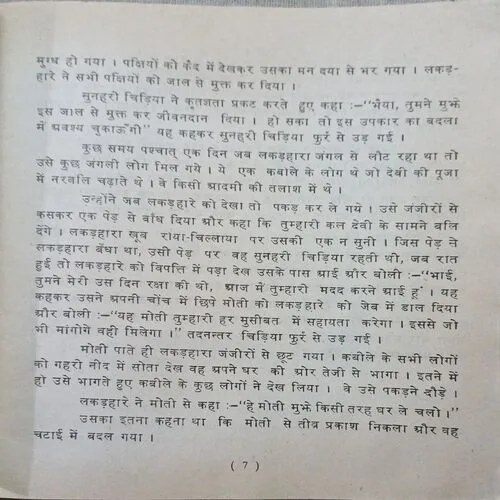 मुग्ध हो गया । पक्षियों को कैद में देखकर उसका मन दया से भर गया । लकड़-
हारे ने सभी पक्षियों को जाल से मुक्त कर दिया ।
सुनहरी चिड़िया ने कृतज्ञता प्रकट करते हुए कहा :–“भैया, तुमने मुझे
इस जाल से मुक्त कर जीवनदान दिया । हो सका तो इस उपकार का बदला
में अवश्य चुकाऊँगी” यह कहकर सुनहरी चिड़िया फुर्र से उड़ गई ।
कुछ समय पश्चात् एक दिन जब लकड़हारा जंगल से लौट रहा था तो
उसे कुछ जंगली लोग मिल गये । ये एक कबीले के लोग थे जो देवी की पूजा
में नरबलि चढ़ाते थे । वे किसी आदमी की तलाश में थे ।
उन्होंने जब लकड़हारे को देखा तो पकड़ कर ले गये । उसे जंजीरों से
कसकर एक पेड़ से बाँध दिया और कहा कि तुम्हारी कल देवी के सामने बलि
देंगे । लकड़हारा खूब रोया-चिल्लाया पर उसकी एक न सुनी । जिस पेड़ से
लकड़हारा बँधा था, उसी पेड़ पर वह सुनहरी चिड़िया रहती थी, जब रात
हुई तो लकड़हारे को विपत्ति में पड़ा देख उसके पास आई और बोली :–“भाई,
तुमने मेरी उस दिन रक्षा की थी, आज में तुम्हारी मदद करने आई हूं । यह
कहकर उसने अपनी चोंच में छिपे मोती को लकड़हारे को जेब में डाल दिया
और बोली :–“यह मोती तुम्हारी हर मुसीबत में सहायता करेगा । इससे जो
भी मांगोगे वही मिलेगा ।” तदनन्तर चिड़िया फुर्र से उड़ गई ।
मोती पाते ही लकड़हारा जंजीरों से छूट गया । कबीले के सभी लोगों
को गहरी नींद में सोता देख वह अपने घर की ओर तेजी से भागा । इतने में
ही उसे भागते हुए कबीले के कुछ लोगों ने देख लिया । वे उसे पकड़ने दौड़े ।
लकड़हारे ने मोती से कहा :–“हे मोती मुझे किसी तरह घर ले चलो ।”
उसका इतना कहना था कि मोती से तीव्र प्रकाश निकला और वह
चटाई में बदल गया ।
( 7 )